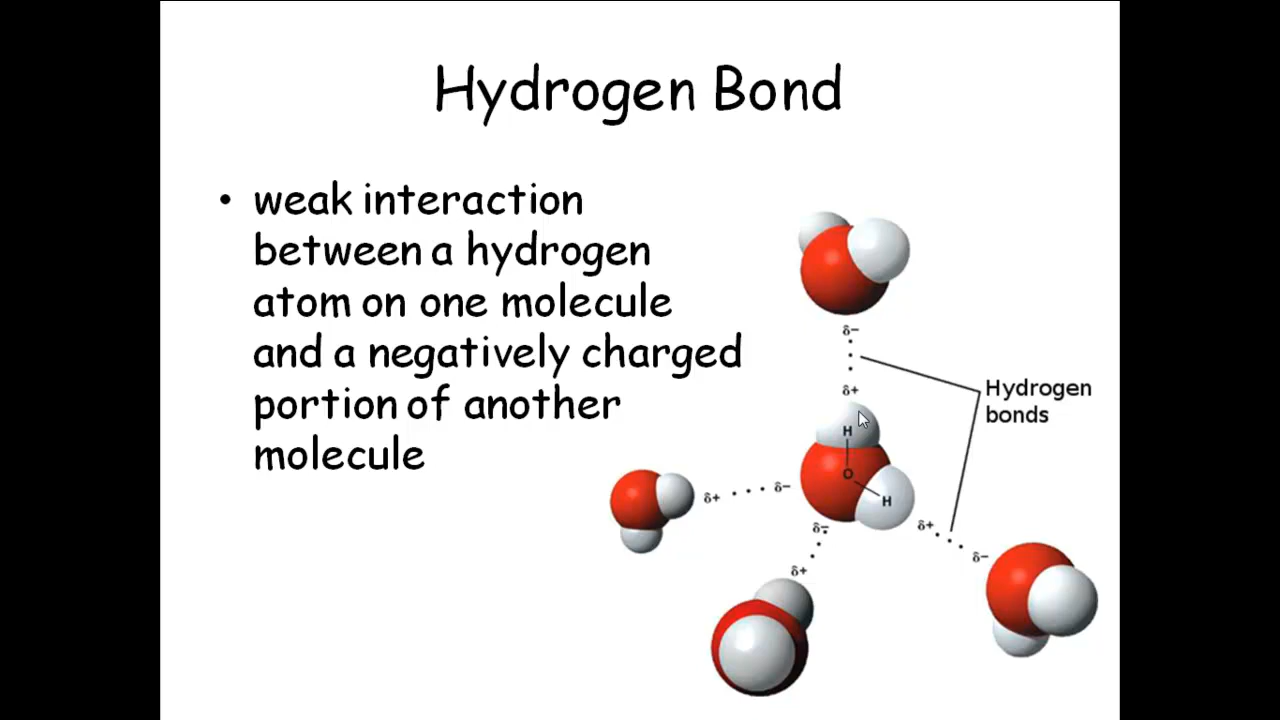 Hydrogen Bond
• weak interaction
between a hydrogen
atom on one molecule
and a negatively charged
portion of another
molecule
δ−
δ+
Hydrogen
bonds
H
O
H
δ+
δ−
δ−
δ+
δ−
δ+